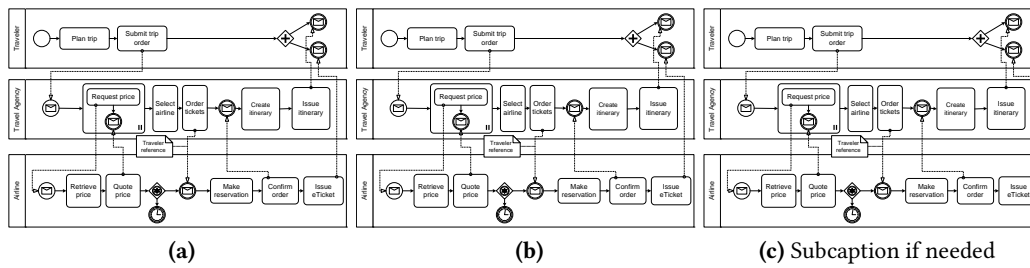 Traveler
Plan trip
Submit trip
order
Travel Agency
Request price
Select
airline
Order
tickets
Create
itinerary
Issue
itinerary
Traveler
reference
Airline
Retrieve
price
Quote
price
Make
reservation
Confirm
order
Issue
eTicket
(a)
Traveler
Plan trip
Submit trip
order
Travel Agency
Request price
Select
airline
Order
tickets
Create
itinerary
Issue
itinerary
Traveler
reference
Airline
Retrieve
price
Quote
price
Make
reservation
Confirm
order
Issue
eTicket
(b)
Traveler
Plan trip
Submit trip
order
Travel Agency
Request price
Select
airline
Order
tickets
Create
itinerary
Issue
itinerary
Traveler
reference
Airline
Retrieve
price
Quote
price
Make
reservation
Confirm
order
Issue
eTicket
(c) Subcaption if needed